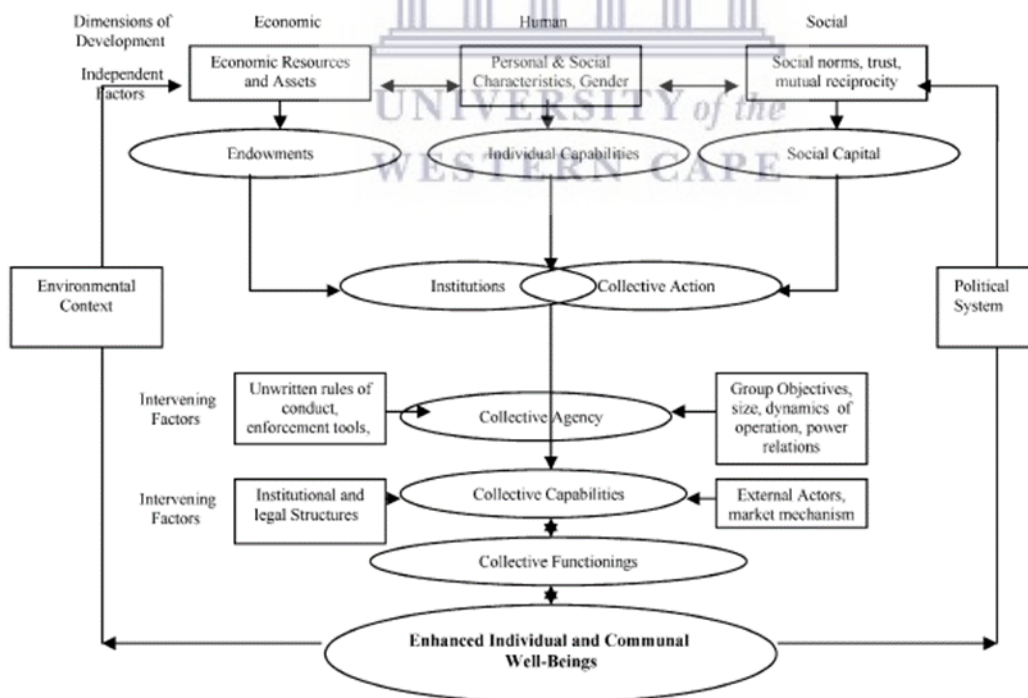 Dimensions of
Development
Economic
Human
Social
Independent
Factors
Economic Resources
and Assets
Personal & Social
Characteristics, Gender
Social norms, trust,
mutual reciprocity
UNIVERSITY of the
WESTERN CAPE
Endowments
Individual Capabilities
Social Capital
Environmental
Context
Institutions
Collective Action
Political
System
Intervening
Factors
Unwritten rules of
conduct,
enforcement tools,
Collective Agency
Group Objectives,
size, dynamics of
operation, power
relations
Intervening
Factors
Institutional and
legal Structures
Collective Capabilities
External Actors,
market mechanism
Collective Functionings
Enhanced Individual and Communal
Well-Beings